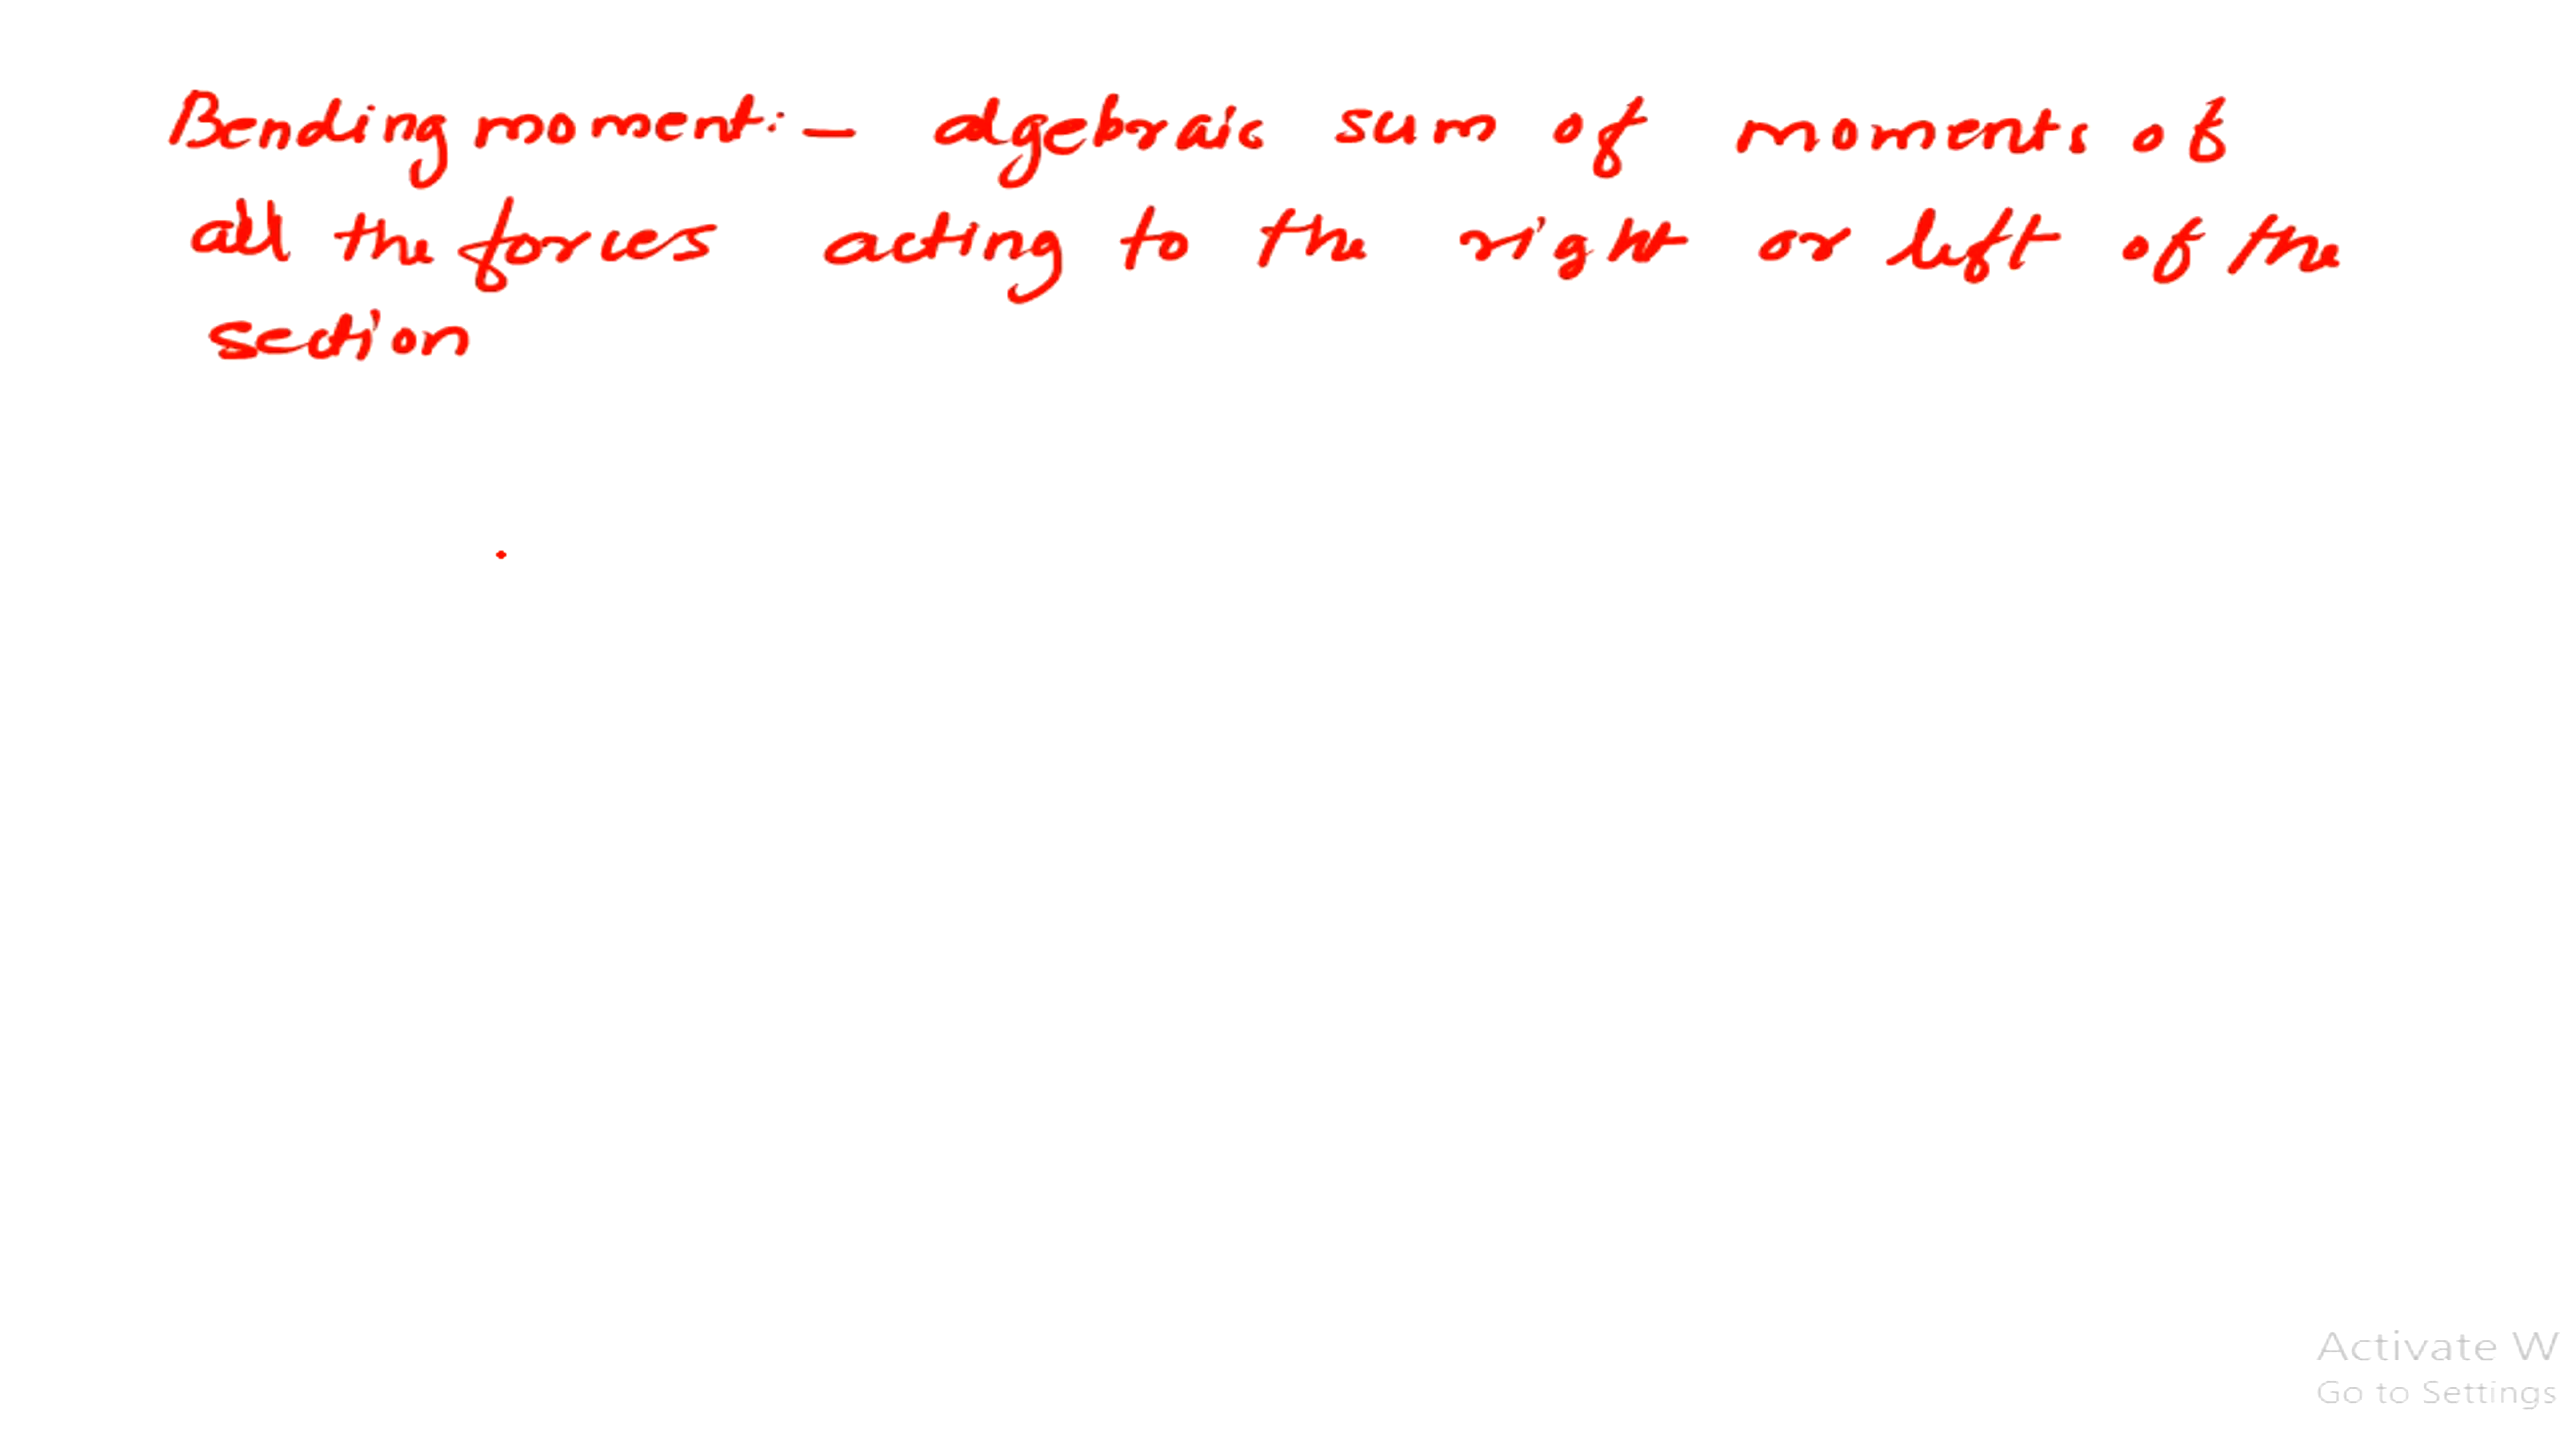 Bending moment:- algebraic sum of moments of
all the forces acting to the right or left of the
section
Activate W
Go to Settings